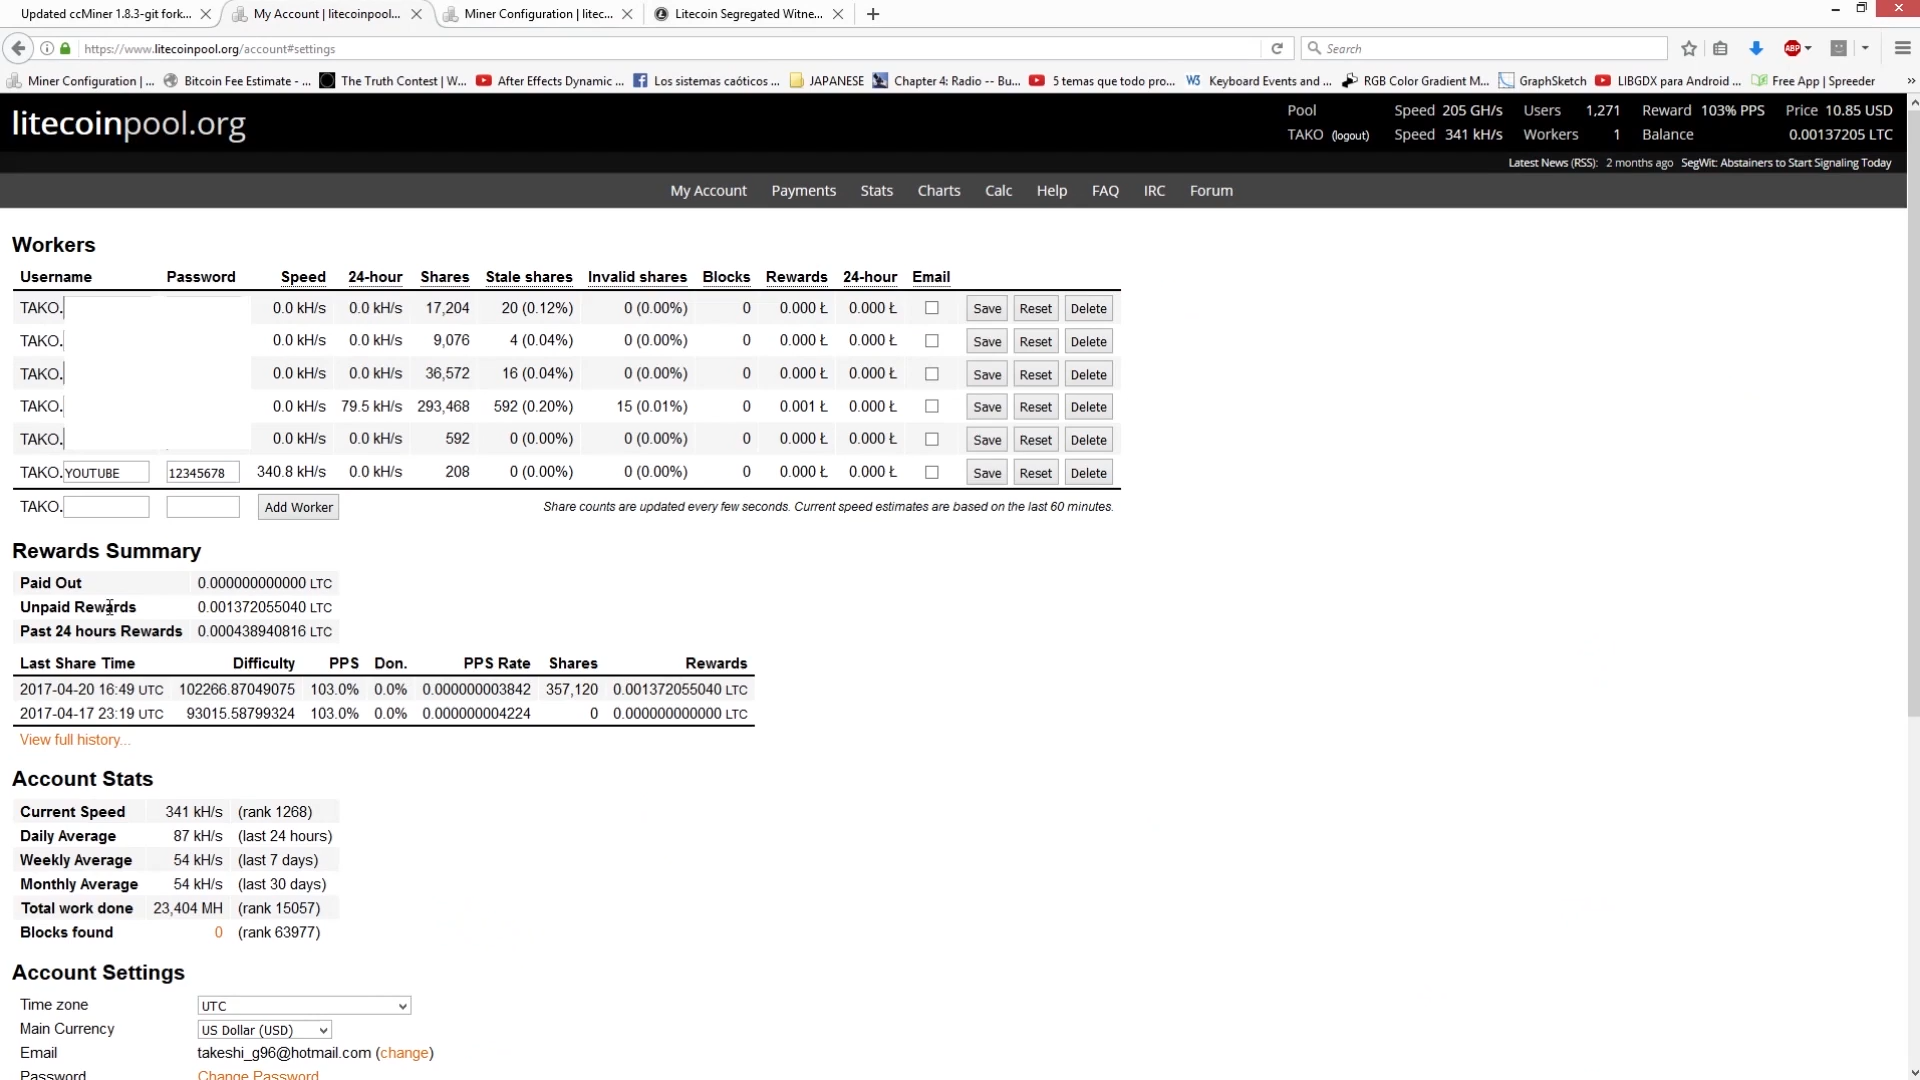 Updated ccMiner 1.8.3-git fork...
My Account | litecoinpool...
Miner Configuration | litec...
Litecoin Segregated Witne...
https://www.litecoinpool.org/account#settings
Search
ABP
Miner Configuration | ...
Bitcoin Fee Estimate - ...
The Truth Contest | W...
After Effects Dynamic ...
Los sistemas caóticos ...
JAPANESE
Chapter 4: Radio -- Bu...
5 temas que todo pro...
W3 Keyboard Events and ...
RGB Color Gradient M...
GraphSketch
LIBGDX para Android ...
Free App | Spreeder
litecoinpool.org
Pool Speed 205 GH/s Users 1,271 Reward 103% PPS Price 10.85 USD
TAKO (logout) Speed 341 kH/s Workers 1 Balance 0.00137205 LTC
Latest News (RSS): 2 months ago SegWit: Abstainers to Start Signaling Today
My Account Payments Stats Charts Calc Help FAQ IRC Forum
Workers
Username Password Speed 24-hour Shares Stale shares Invalid shares Blocks Rewards 24-hour Email
TAKO. 0.0 kH/s 0.0 kH/s 17,204 20 (0.12%) 0 (0.00%) 0 0.000 Ł 0.000 Ł Save Reset Delete
TAKO. 0.0 kH/s 0.0 kH/s 9,076 4 (0.04%) 0 (0.00%) 0 0.000 Ł 0.000 Ł Save Reset Delete
TAKO. 0.0 kH/s 0.0 kH/s 36,572 16 (0.04%) 0 (0.00%) 0 0.000 Ł 0.000 Ł Save Reset Delete
TAKO. 0.0 kH/s 79.5 kH/s 293,468 592 (0.20%) 15 (0.01%) 0 0.001 Ł 0.000 Ł Save Reset Delete
TAKO. 0.0 kH/s 0.0 kH/s 592 0 (0.00%) 0 (0.00%) 0 0.000 Ł 0.000 Ł Save Reset Delete
TAKO. YOUTUBE 12345678 340.8 kH/s 0.0 kH/s 208 0 (0.00%) 0 (0.00%) 0 0.000 Ł 0.000 Ł Save Reset Delete
TAKO. Add Worker Share counts are updated every few seconds. Current speed estimates are based on the last 60 minutes.
Rewards Summary
Paid Out 0.000000000000 LTC
Unpaid Rewards 0.001372055040 LTC
Past 24 hours Rewards 0.000438940816 LTC
Last Share Time Difficulty PPS Don. PPS Rate Shares Rewards
2017-04-20 16:49 UTC 102266.87049075 103.0% 0.0% 0.000000003842 357,120 0.001372055040 LTC
2017-04-17 23:19 UTC 93015.58799324 103.0% 0.0% 0.000000004224 0 0.000000000000 LTC
View full history...
Account Stats
Current Speed 341 kH/s (rank 1268)
Daily Average 87 kH/s (last 24 hours)
Weekly Average 54 kH/s (last 7 days)
Monthly Average 54 kH/s (last 30 days)
Total work done 23,404 MH (rank 15057)
Blocks found 0 (rank 63977)
Account Settings
Time zone UTC
Main Currency US Dollar (USD)
Email takeshi_g96@hotmail.com (change)
Password Change Password